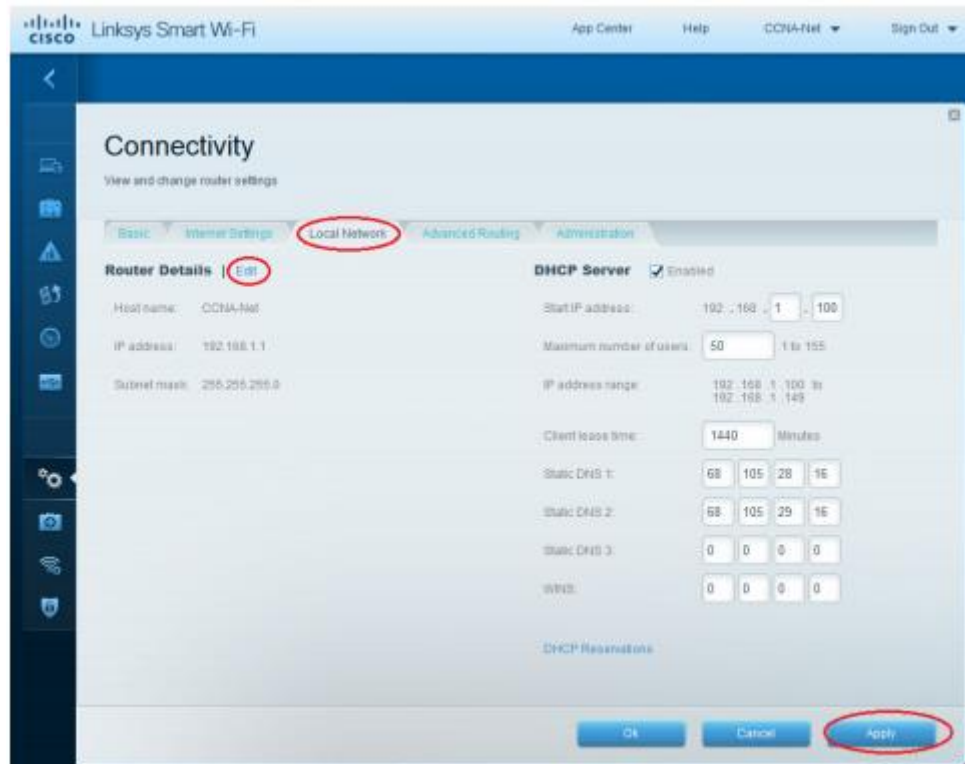 CISCO Linksys Smart Wi-Fi App Center Help CCNA-Net Sign Out
Connectivity
View and change router settings
Basic Internet Settings Local Network Advanced Routing Administration
Router Details | Edit
Host name: CCNA-Net
IP address: 192.168.1.1
Subnet mask: 255.255.255.0
DHCP Server Enabled
Start IP address: 192 . 168 . 1 . 100
Maximum number of users: 50 1 to 155
IP address range: 192 . 168 . 1 . 100 to
192 . 168 . 1 . 149
Client lease time: 1440 Minutes
Static DNS 1: 68 105 28 16
Static DNS 2: 68 105 29 16
Static DNS 3: 0 0 0 0
WINS: 0 0 0 0
DHCP Reservations
Ok Cancel Apply